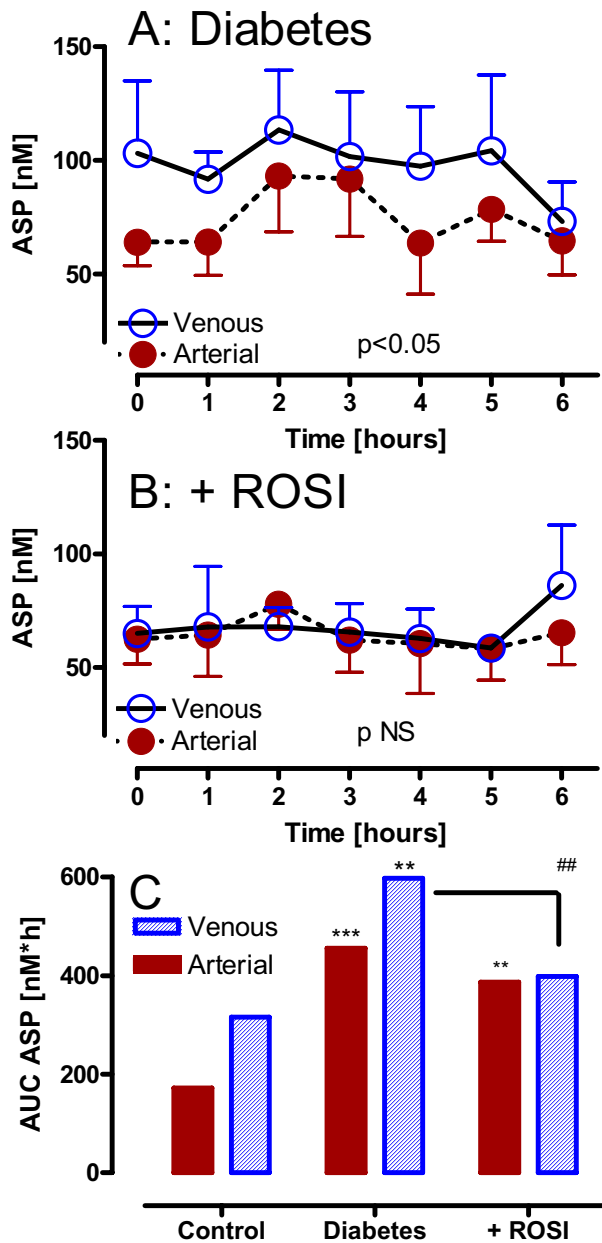 A: Diabetes
150
100
50
ASP [nM]
Venous
Arterial
p<0.05
0 1 2 3 4 5 6
Time [hours]
B: + ROSI
150
100
50
ASP [nM]
Venous
Arterial
p NS
0 1 2 3 4 5 6
Time [hours]
C
600
400
200
0
AUC ASP [nM*h]
Venous
Arterial
***
**
**
##
Control Diabetes + ROSI